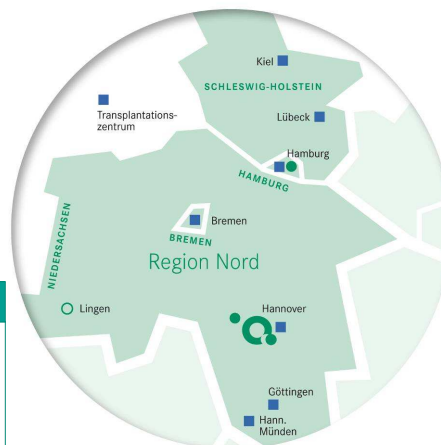 Kiel
SCHLESWIG-HOLSTEIN
Transplantations-
zentrum
Lübeck
Hamburg
HAMBURG
NIEDERSACHSEN
Bremen
BREMEN
Region Nord
Lingen
Hannover
Göttingen
Hann.
Münden